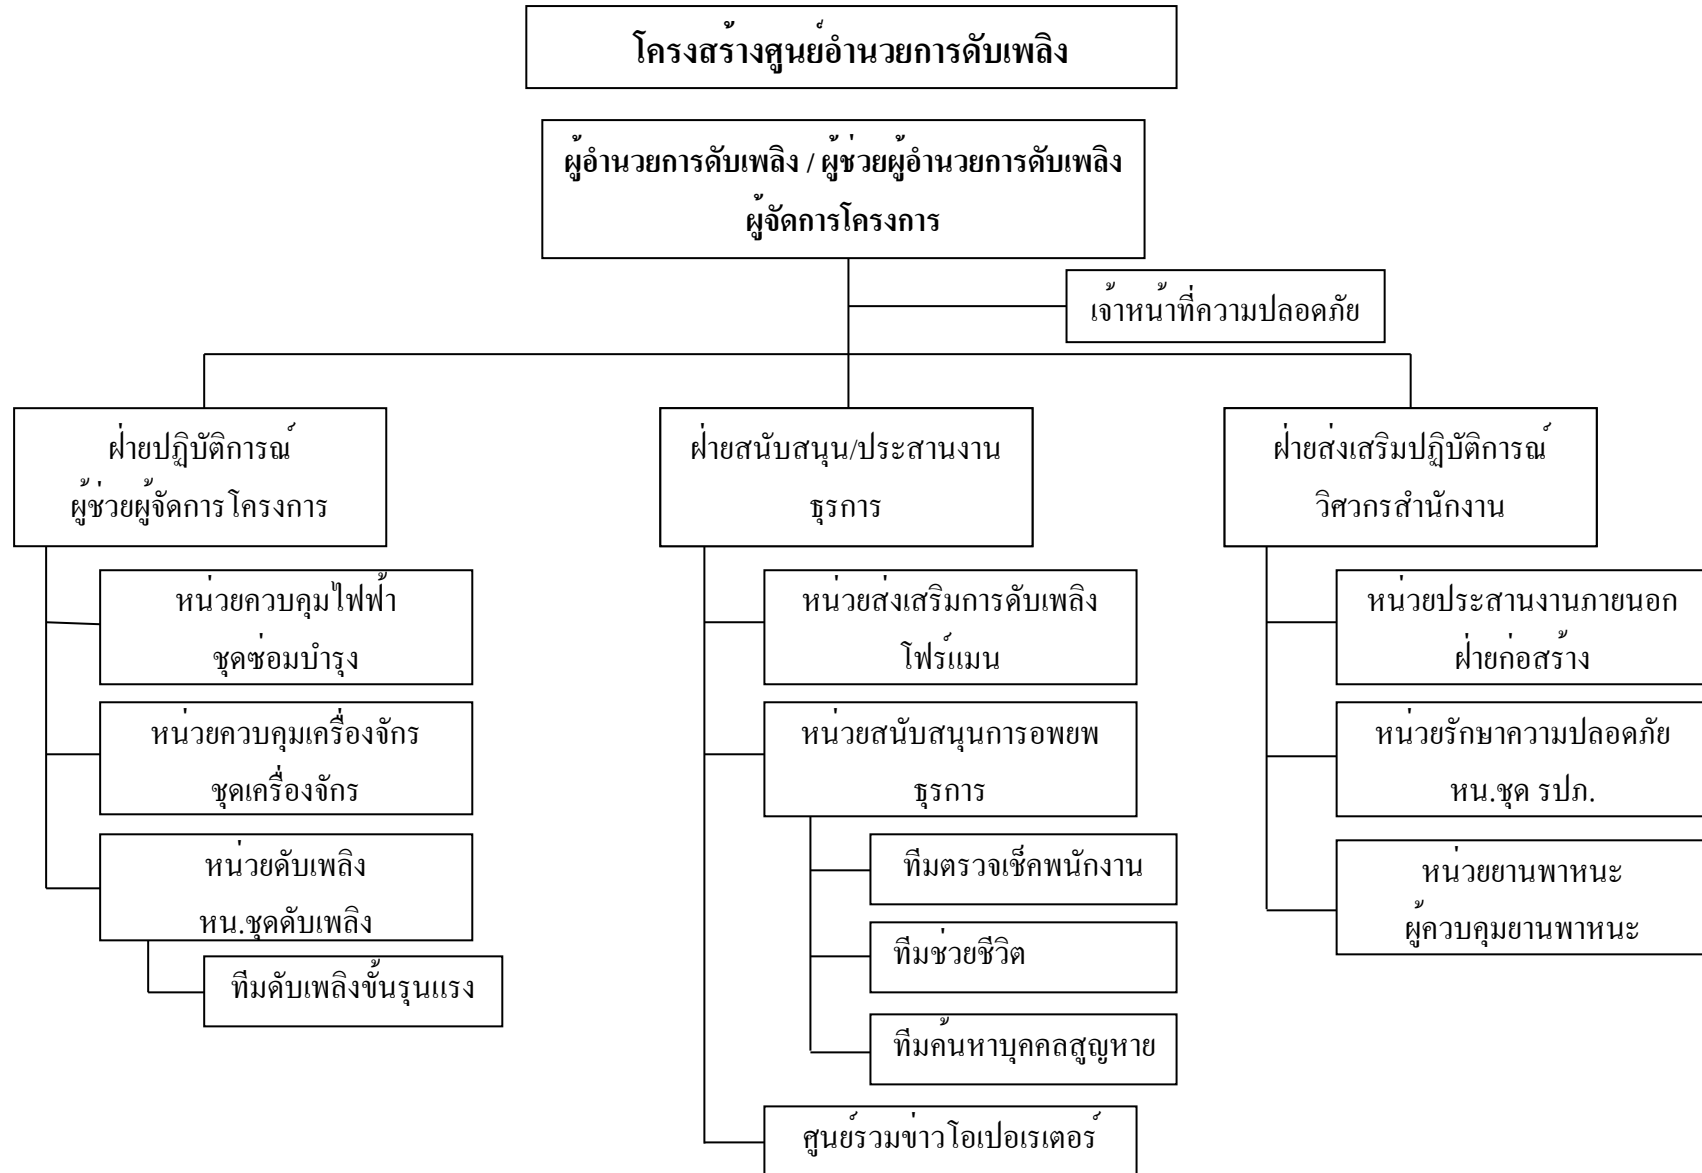 โครงสร้างศูนย์อำนวยการดับเพลิง
ผู้อำนวยการดับเพลิง / ผู้ช่วยผู้อำนวยการดับเพลิง
ผู้จัดการโครงการ
เจ้าหน้าที่ความปลอดภัย
ฝ่ายปฏิบัติการณ์
ผู้ช่วยผู้จัดการโครงการ
หน่วยควบคุมไฟฟ้า
ชุดซ่อมบำรุง
หน่วยควบคุมเครื่องจักร
ชุดเครื่องจักร
หน่วยดับเพลิง
หน.ชุดดับเพลิง
ทีมดับเพลิงขั้นรุนแรง
ฝ่ายสนับสนุน/ประสานงาน
ธุรการ
หน่วยส่งเสริมการดับเพลิง
โฟร์แมน
หน่วยสนับสนุนการอพยพ
ธุรการ
ทีมตรวจเช็คพนักงาน
ทีมช่วยชีวิต
ทีมค้นหาบุคคลสูญหาย
ศูนย์รวมข่าวโอเปอเรเตอร์
ฝ่ายส่งเสริมปฏิบัติการณ์
วิศวกรสำนักงาน
หน่วยประสานงานภายนอก
ฝ่ายก่อสร้าง
หน่วยรักษาความปลอดภัย
หน.ชุด รปภ.
หน่วยยานพาหนะ
ผู้ควบคุมยานพาหนะ